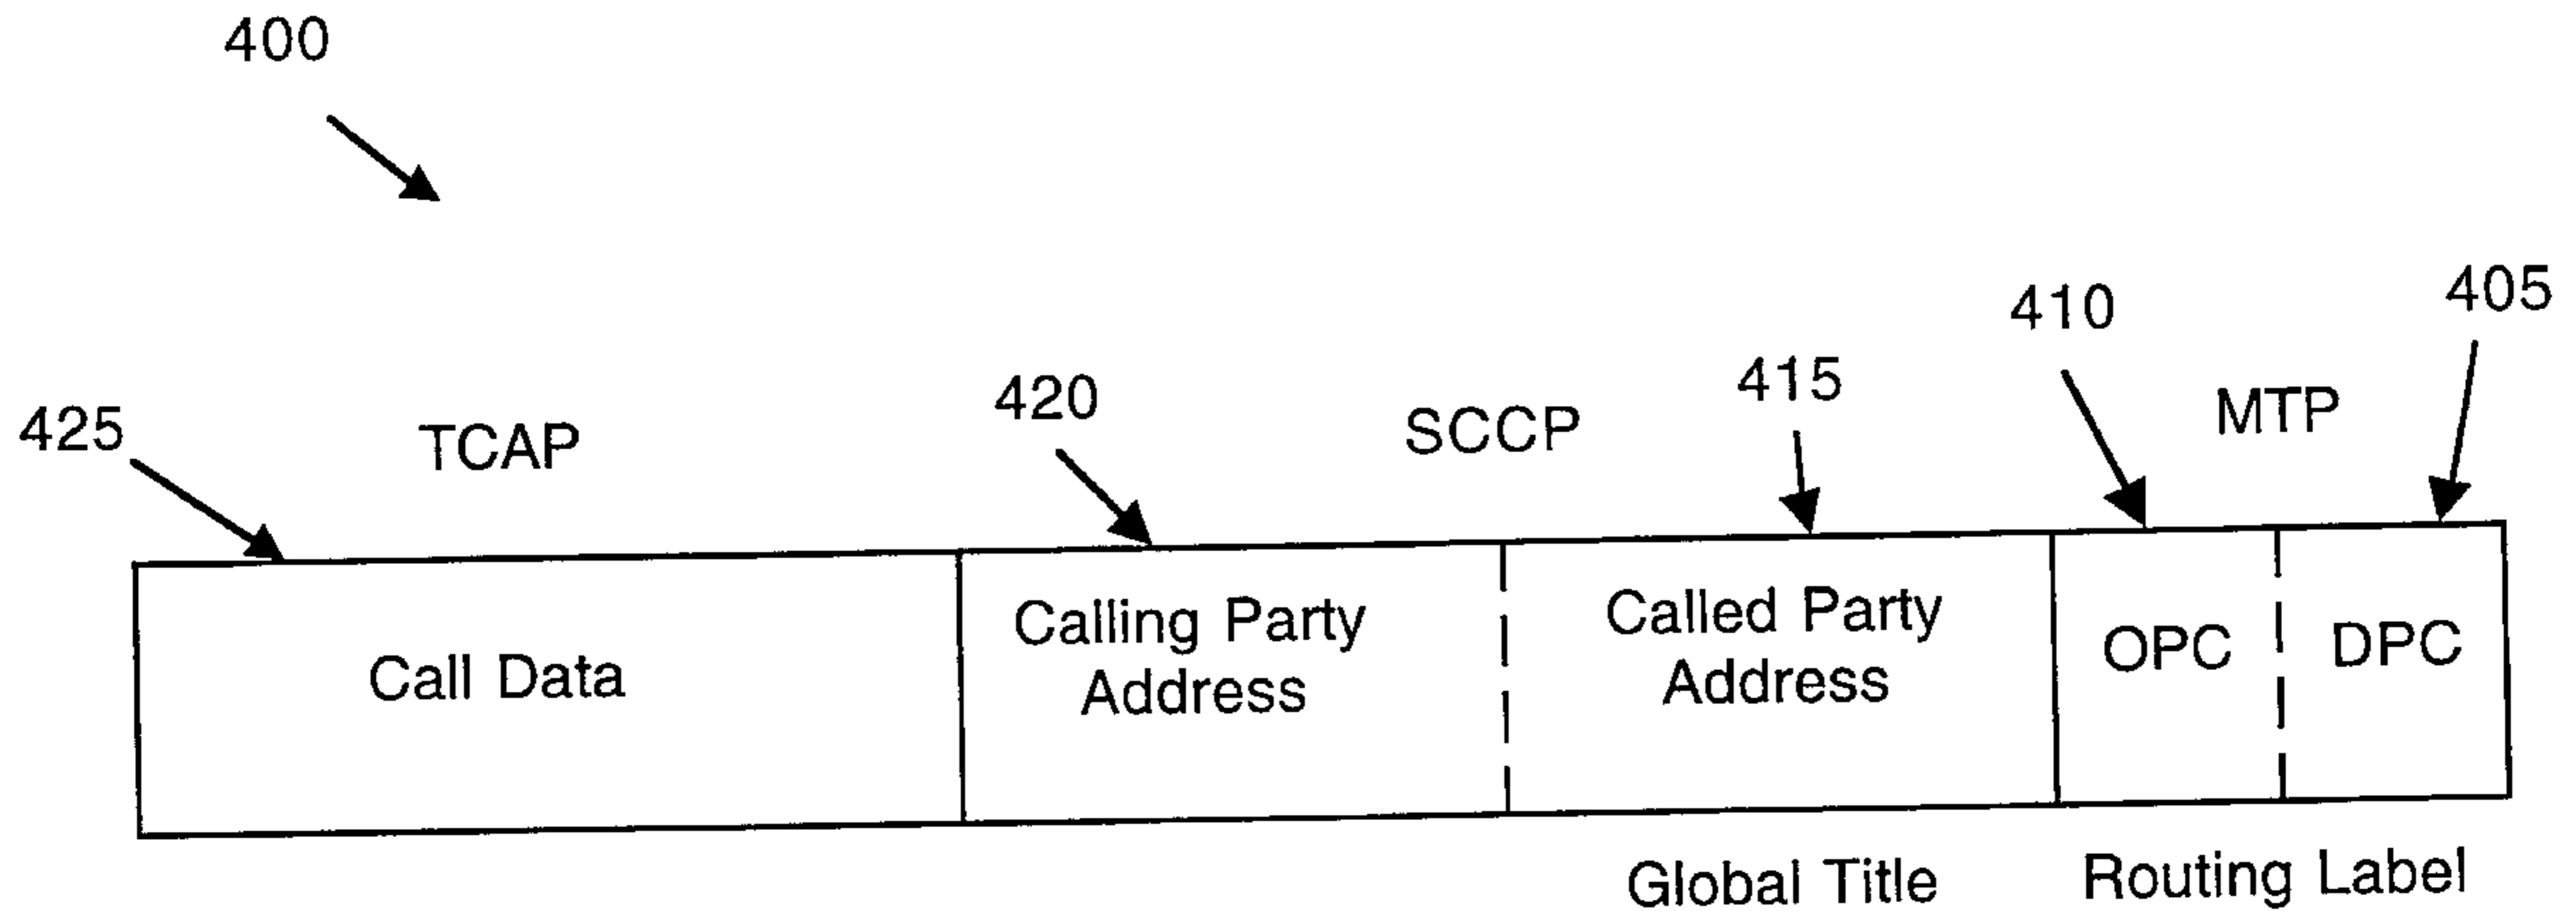 400
405
410
415
420
425
TCAP
SCCP
MTP
Call Data
Calling Party
Address
Called Party
Address
OPC
DPC
Global Title
Routing Label